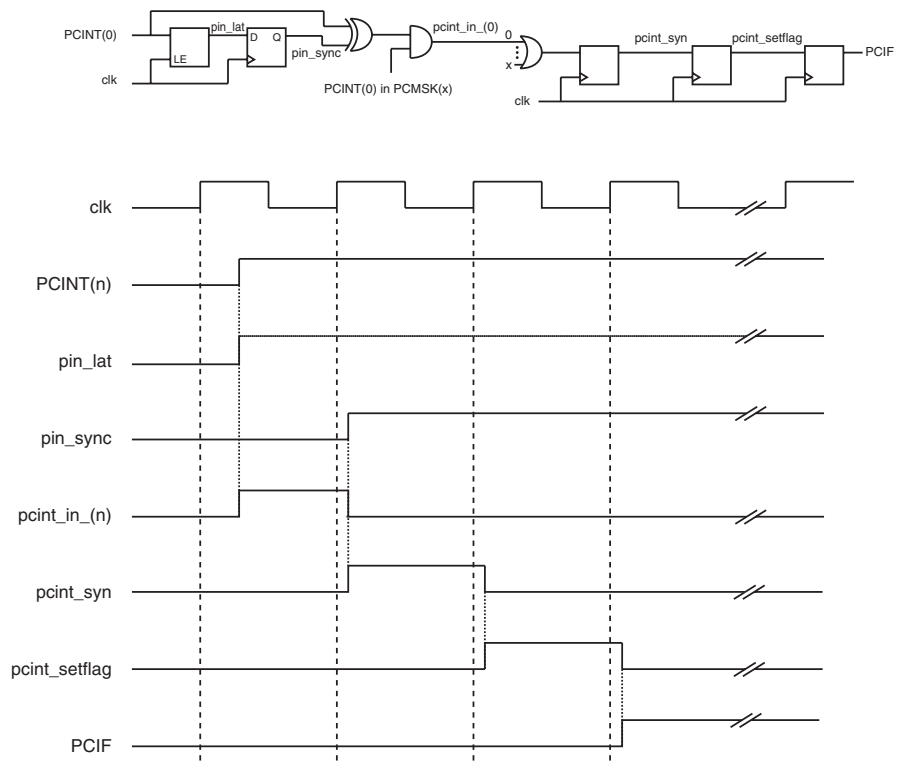 PCINT(0)
pin_lat
D Q
LE
pin_sync
clk
pcint_in_(0)
PCINT(0) in PCMSK(x)
0
x
pcint_syn
pcint_setflag
PCIF
clk
clk
PCINT(n)
pin_lat
pin_sync
pcint_in_(n)
pcint_syn
pcint_setflag
PCIF